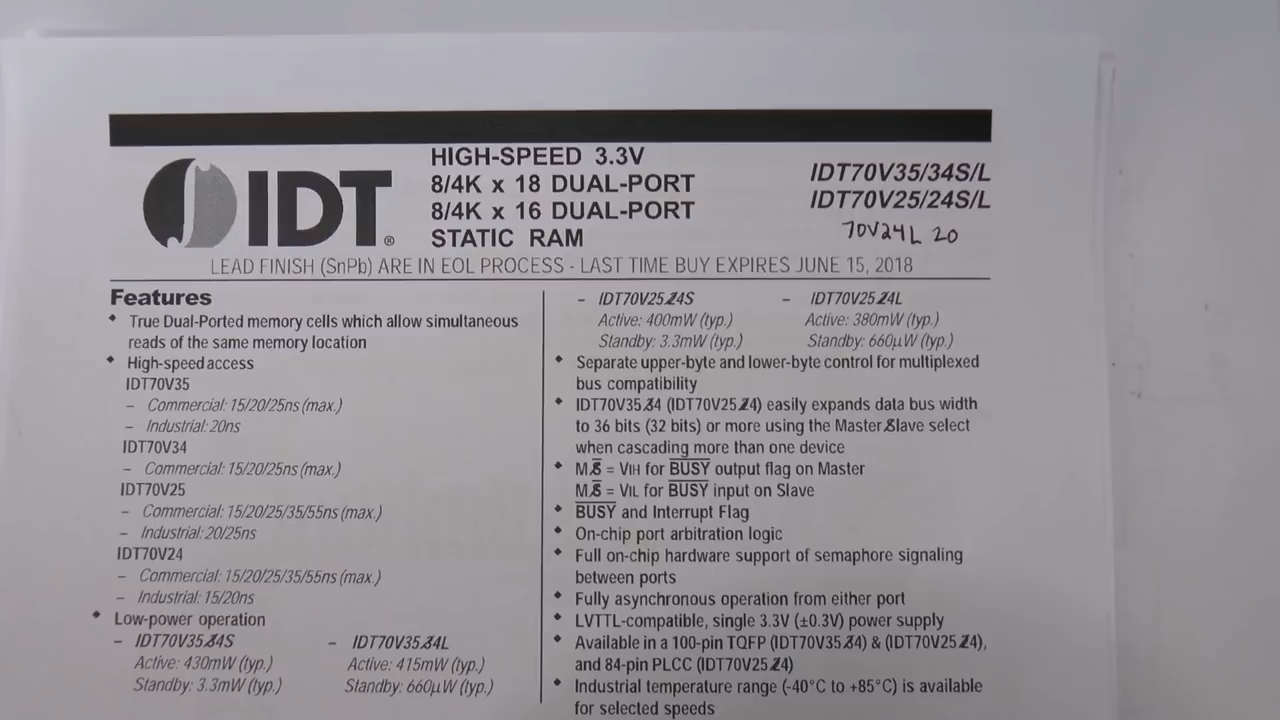 HIGH-SPEED 3.3V
8/4K x 18 DUAL-PORT
8/4K x 16 DUAL-PORT
STATIC RAM
IDT®
IDT70V35/34S/L
IDT70V25/24S/L
70V24L 20
LEAD FINISH (SnPb) ARE IN EOL PROCESS - LAST TIME BUY EXPIRES JUNE 15, 2018
Features
◆ True Dual-Ported memory cells which allow simultaneous
reads of the same memory location
◆ High-speed access
IDT70V35
– Commercial: 15/20/25ns (max.)
– Industrial: 20ns
IDT70V34
– Commercial: 15/20/25ns (max.)
IDT70V25
– Commercial: 15/20/25/35/55ns (max.)
– Industrial: 20/25ns
IDT70V24
– Commercial: 15/20/25/35/55ns (max.)
– Industrial: 15/20ns
◆ Low-power operation
– IDT70V35/34S
Active: 430mW (typ.)
Standby: 3.3mW (typ.)
– IDT70V35/34L
Active: 415mW (typ.)
Standby: 660µW (typ.)
– IDT70V25/24S
Active: 400mW (typ.)
Standby: 3.3mW (typ.)
– IDT70V25/24L
Active: 380mW (typ.)
Standby: 660µW (typ.)
◆ Separate upper-byte and lower-byte control for multiplexed
bus compatibility
◆ IDT70V35/34 (IDT70V25/24) easily expands data bus width
to 36 bits (32 bits) or more using the Master/Slave select
when cascading more than one device
◆ M/S̅ = VIH for B̅U̅S̅Y̅ output flag on Master
M/S̅ = VIL for B̅U̅S̅Y̅ input on Slave
◆ B̅U̅S̅Y̅ and Interrupt Flag
◆ On-chip port arbitration logic
◆ Full on-chip hardware support of semaphore signaling
between ports
◆ Fully asynchronous operation from either port
◆ LVTTL-compatible, single 3.3V (±0.3V) power supply
◆ Available in a 100-pin TQFP (IDT70V35/34) & (IDT70V25/24),
and 84-pin PLCC (IDT70V25/24)
◆ Industrial temperature range (-40°C to +85°C) is available
for selected speeds